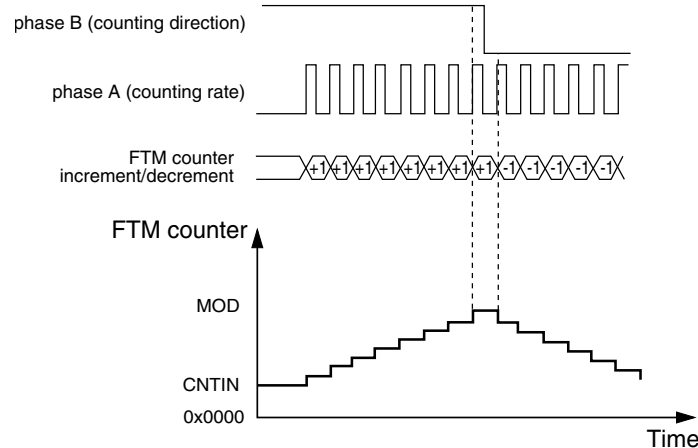 phase B (counting direction)
phase A (counting rate)
FTM counter
increment/decrement
+1 +1 +1 +1 +1 +1 +1 +1 -1 -1 -1 -1 -1
FTM counter
MOD
CNTIN
0x0000
Time